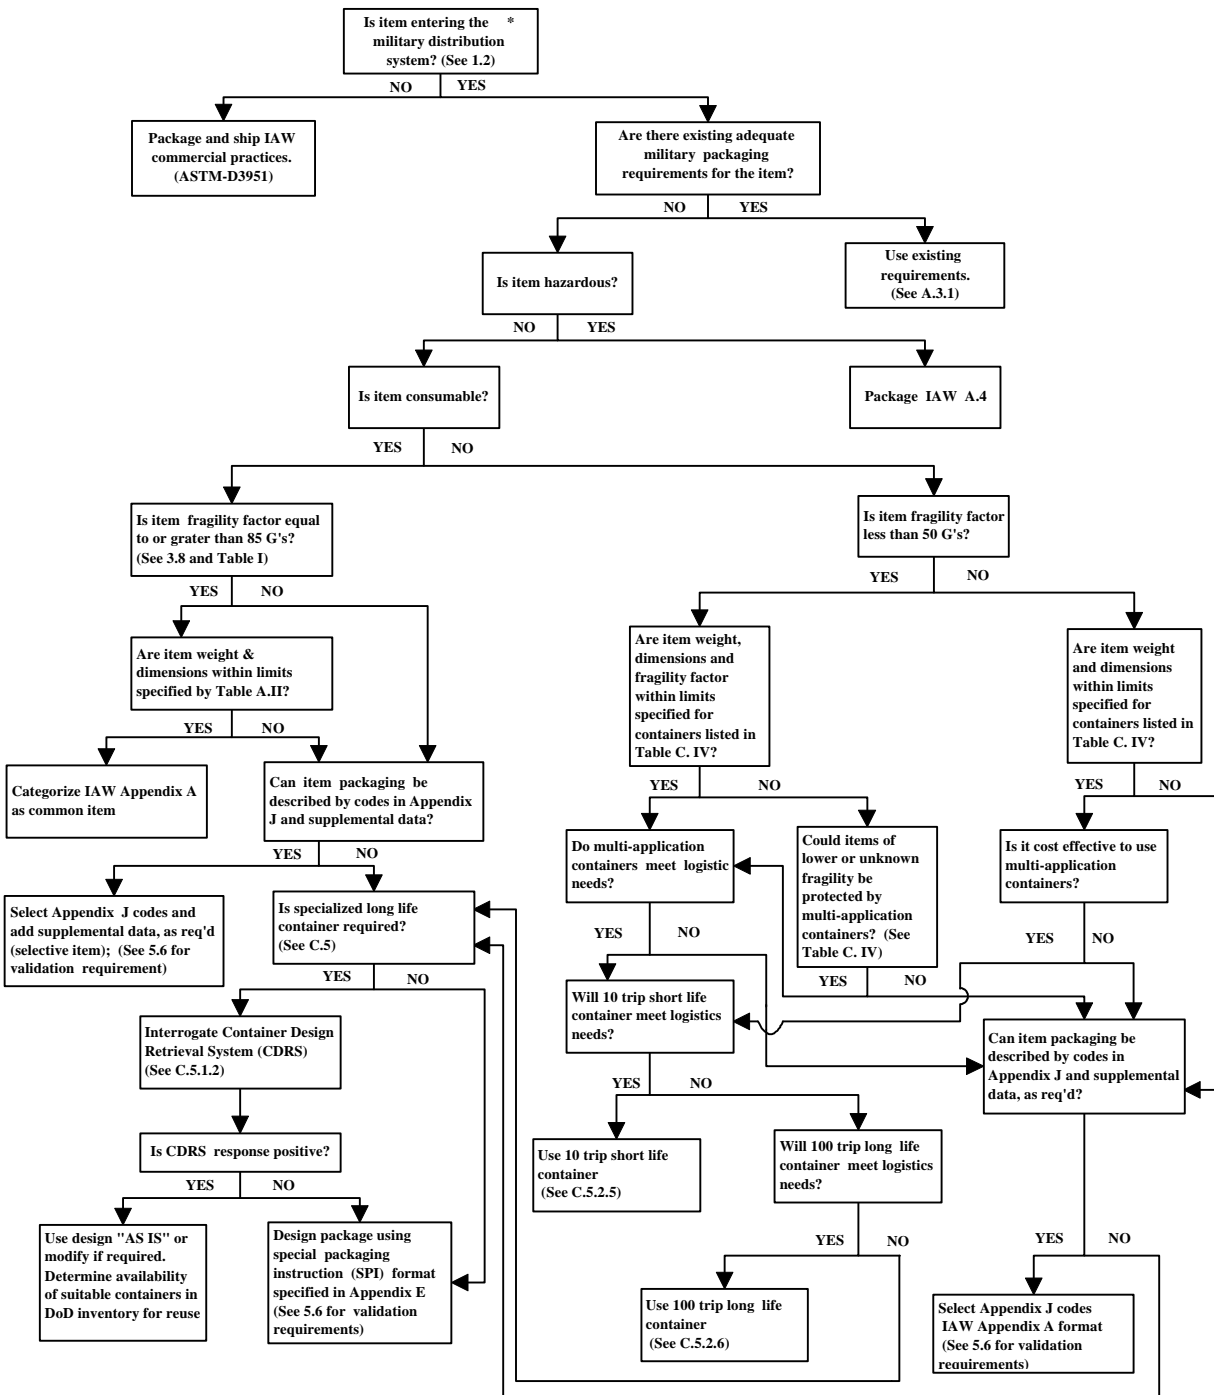 Is item entering the *
military distribution
system? (See 1.2)
NO YES
Package and ship IAW
commercial practices.
(ASTM-D3951)
Are there existing adequate
military packaging
requirements for the item?
NO YES
Use existing
requirements.
(See A.3.1)
Is item hazardous?
NO YES
Is item consumable?
Package IAW A.4
YES NO
Is item fragility factor equal
to or grater than 85 G's?
(See 3.8 and Table I)
Is item fragility factor
less than 50 G's?
YES NO
YES NO
Are item weight &
dimensions within limits
specified by Table A.II?
Are item weight,
dimensions and
fragility factor
within limits
specified for
containers listed in
Table C. IV?
Are item weight
and dimensions
within limits
specified for
containers listed in
Table C. IV?
YES NO
Categorize IAW Appendix A
as common item
Can item packaging be
described by codes in Appendix
J and supplemental data?
YES NO
YES NO
Do multi-application
containers meet logistic
needs?
Could items of
lower or unknown
fragility be
protected by
multi-application
containers? (See
Table C. IV)
Is it cost effective to use
multi-application
containers?
YES NO
Select Appendix J codes and
add supplemental data, as req'd
(selective item); (See 5.6 for
validation requirement)
Is specialized long life
container required?
(See C.5)
YES NO
YES NO
YES NO
YES NO
Interrogate Container Design
Retrieval System (CDRS)
(See C.5.1.2)
Will 10 trip short life
container meet logistics
needs?
Can item packaging be
described by codes in
Appendix J and supplemental
data, as req'd?
YES NO
Is CDRS response positive?
Use 10 trip short life
container
(See C.5.2.5)
Will 100 trip long life
container meet logistics
needs?
YES NO
Use design "AS IS" or
modify if required.
Determine availability
of suitable containers in
DoD inventory for reuse
Design package using
special packaging
instruction (SPI) format
specified in Appendix E
(See 5.6 for validation
requirements)
YES NO
YES NO
Use 100 trip long life
container
(See C.5.2.6)
Select Appendix J codes
IAW Appendix A format
(See 5.6 for validation
requirements)